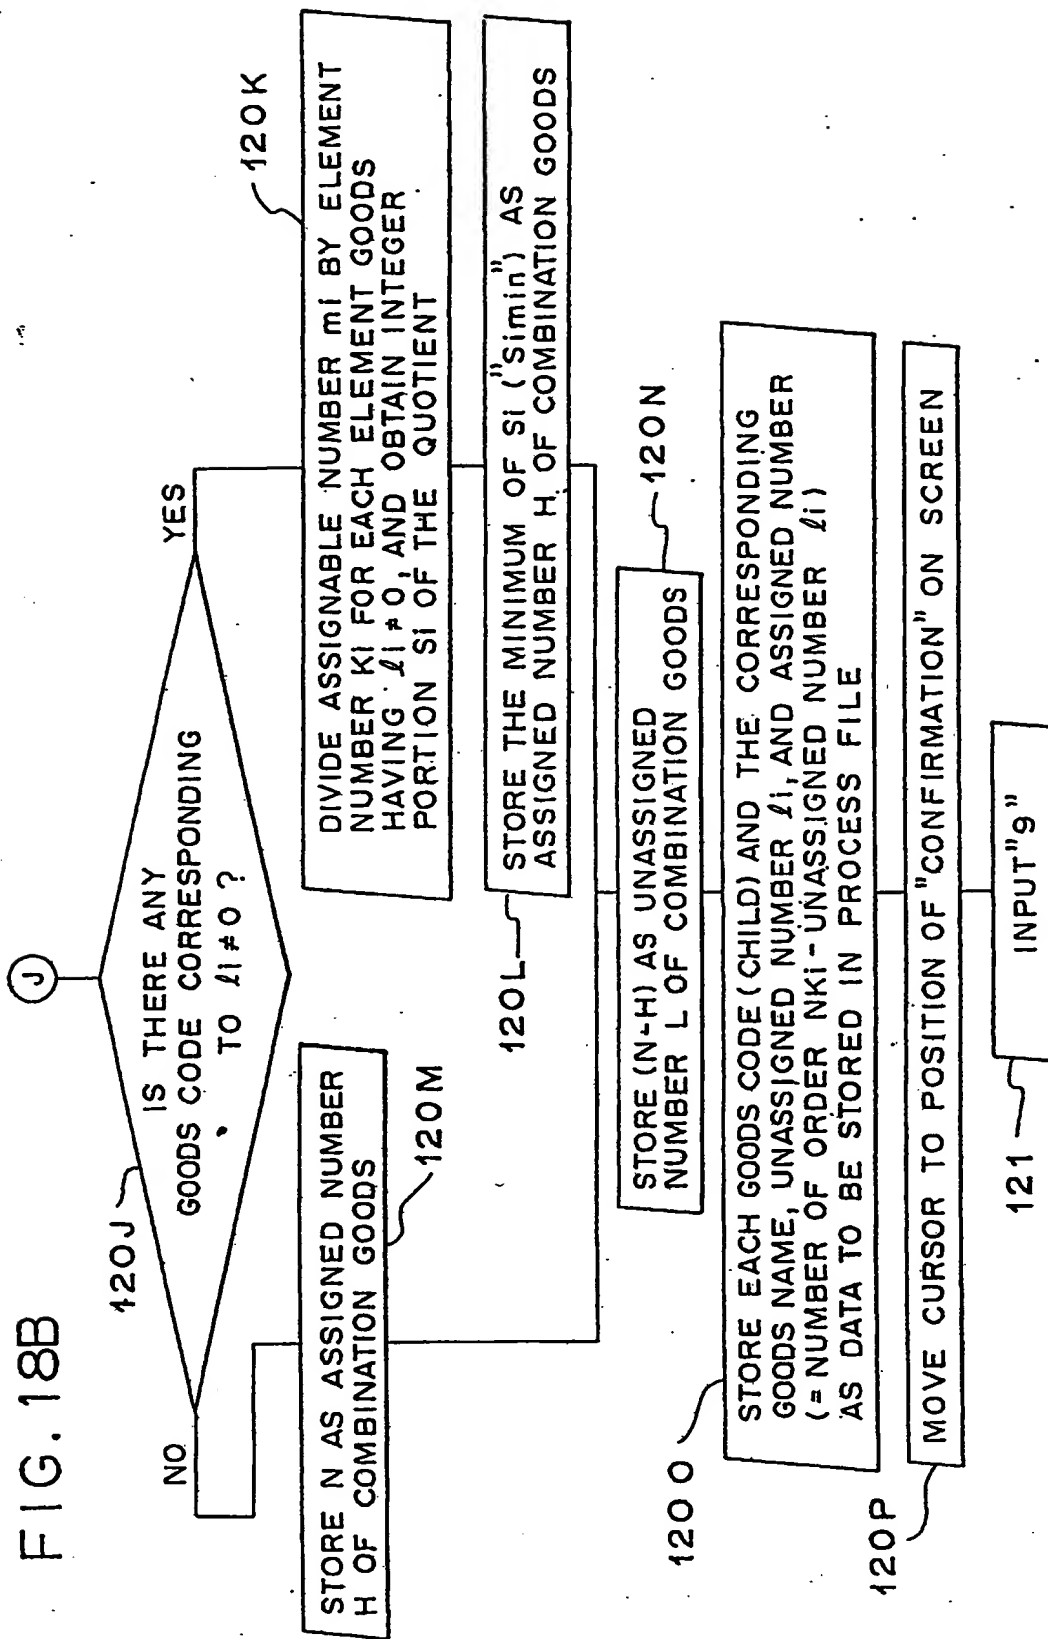 FIG. 18B
J
120J
IS THERE ANY
GOODS CODE CORRESPONDING
TO ℓi≠0 ?
NO
YES
120K
DIVIDE ASSIGNABLE NUMBER mi BY ELEMENT
NUMBER Ki FOR EACH ELEMENT GOODS
HAVING ℓi≠0, AND OBTAIN INTEGER
PORTION Si OF THE QUOTIENT
STORE N AS ASSIGNED NUMBER
H OF COMBINATION GOODS
120M
120L
STORE THE MINIMUM OF Si ("Simin") AS
ASSIGNED NUMBER H OF COMBINATION GOODS
120N
STORE (N-H) AS UNASSIGNED
NUMBER L OF COMBINATION GOODS
120O
STORE EACH GOODS CODE (CHILD) AND THE CORRESPONDING
GOODS NAME, UNASSIGNED NUMBER ℓi, AND ASSIGNED NUMBER
(= NUMBER OF ORDER NKi - UNASSIGNED NUMBER ℓi)
AS DATA TO BE STORED IN PROCESS FILE
120P
MOVE CURSOR TO POSITION OF "CONFIRMATION" ON SCREEN
121
INPUT "9"